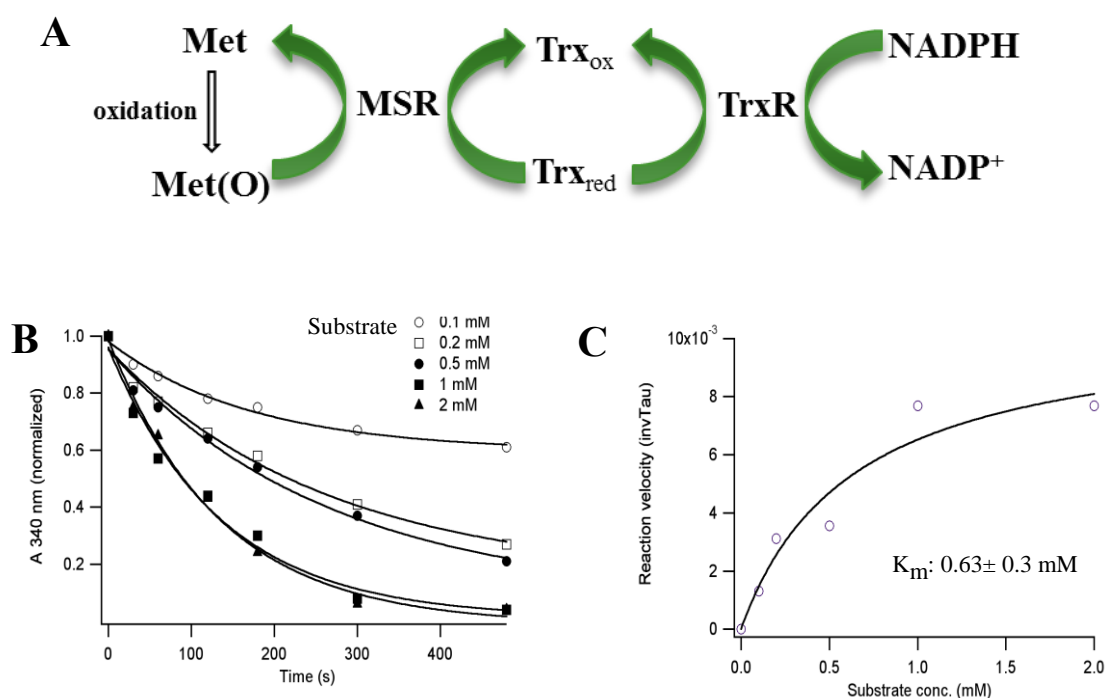 A
Met
oxidation
Met(O)
MSR
Trxox
Trxred
TrxR
NADPH
NADP+
B
Substrate
0.1 mM
0.2 mM
0.5 mM
1 mM
2 mM
1.0
0.8
0.6
0.4
0.2
A 340 nm (normalized)
0
100
200
300
400
Time (s)
C
10x10-3
8
6
4
2
0
Reaction velocity (invTau)
Km: 0.63± 0.3 mM
0.0
0.5
1.0
1.5
2.0
Substrate conc. (mM)